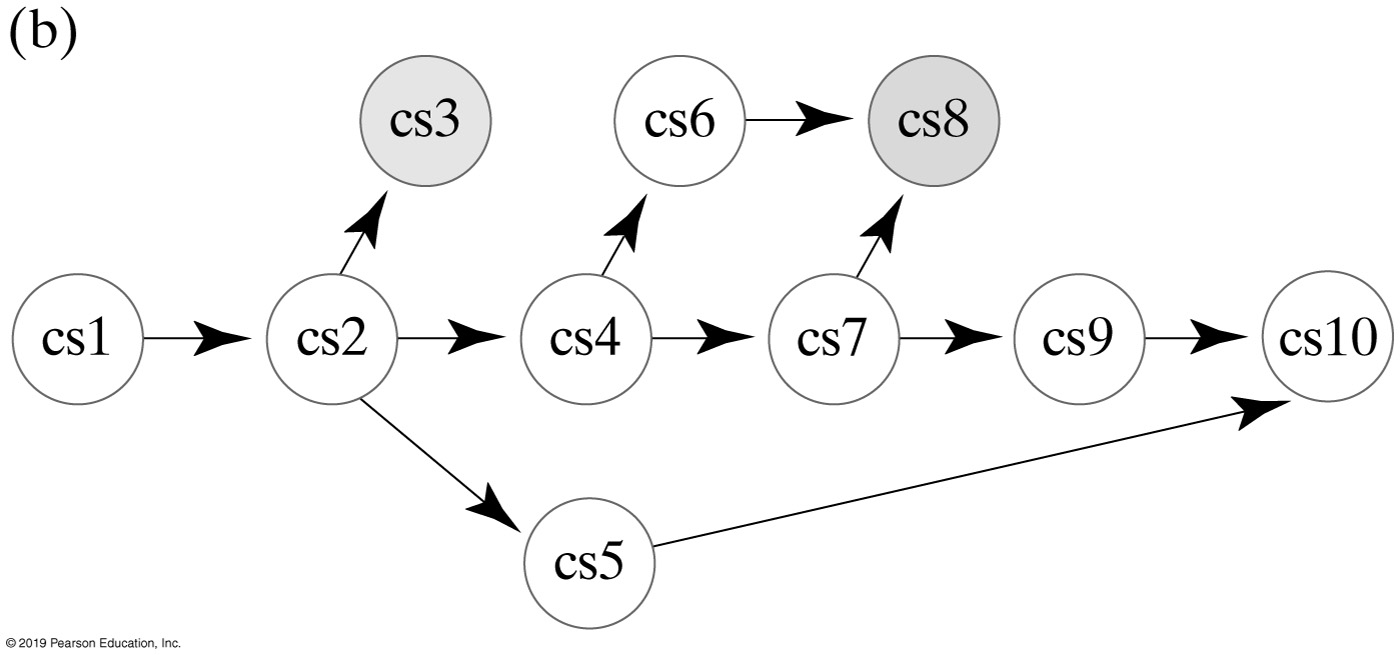 (b)
cs3
cs6
cs8
cs1
cs2
cs4
cs7
cs9
cs10
cs5
© 2019 Pearson Education, Inc.